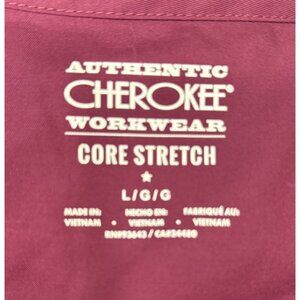 AUTHENTIC
CHEROKEE®
WORKWEAR
CORE STRETCH
★
L/G/G
MADE IN: HECHO EN: FABRIQUÉ AU:
VIETNAM • VIETNAM • VIETNAM